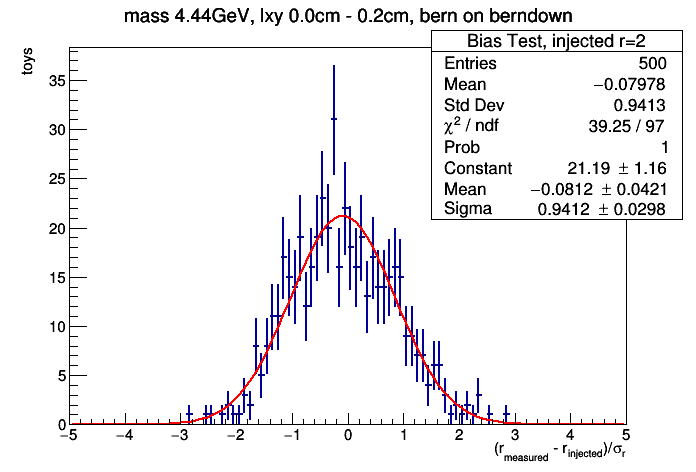 mass 4.44GeV, lxy 0.0cm - 0.2cm, bern on berndown
Bias Test, injected r=2
Entries 500
Mean −0.07978
Std Dev 0.9413
χ² / ndf 39.25 / 97
Prob 1
Constant 21.19 ± 1.16
Mean −0.0812 ± 0.0421
Sigma 0.9412 ± 0.0298
toys
35
30
25
20
15
10
5
0
−5 −4 −3 −2 −1 0 1 2 3 4 5
(r_measured - r_injected)/σ_r